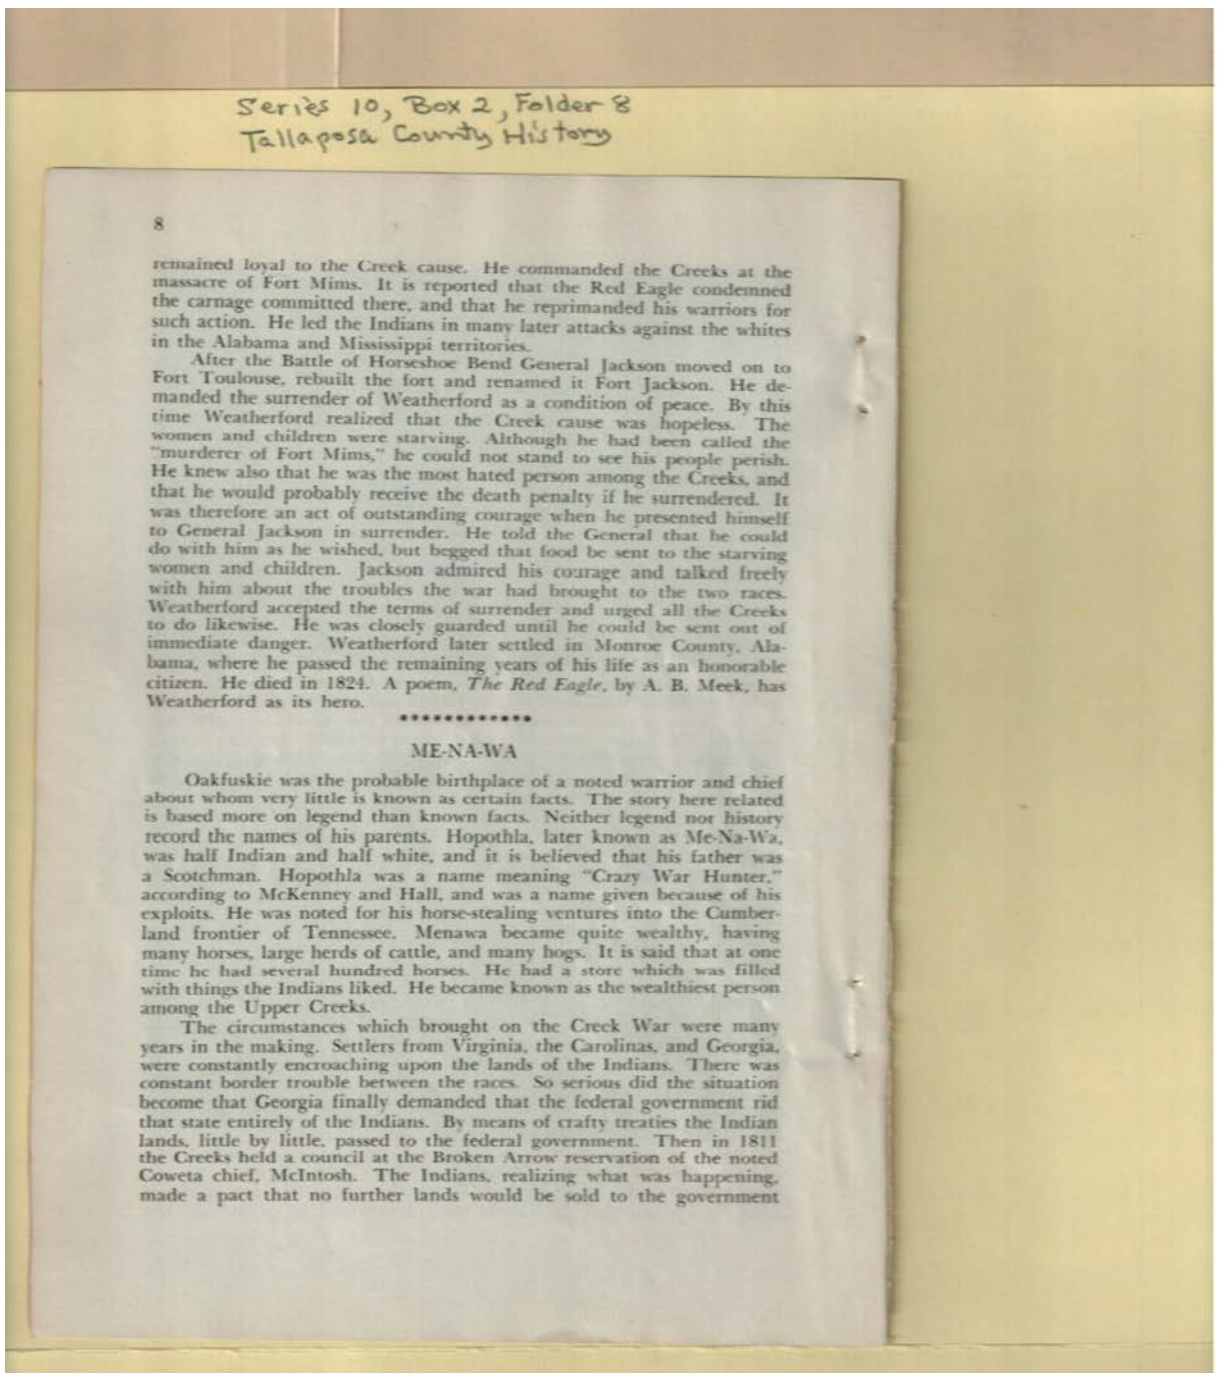 Series 10, Box 2, Folder 8
Tallaposa County History
8
remained loyal to the Creek cause. He commanded the Creeks at the
massacre of Fort Mims. It is reported that the Red Eagle condemned
the carnage committed there, and that he reprimanded his warriors for
such action. He led the Indians in many later attacks against the whites
in the Alabama and Mississippi territories.
After the Battle of Horseshoe Bend General Jackson moved on to
Fort Toulouse, rebuilt the fort and renamed it Fort Jackson. He de-
manded the surrender of Weatherford as a condition of peace. By this
time Weatherford realized that the Creek cause was hopeless. The
women and children were starving. Although he had been called the
"murderer of Fort Mims," he could not stand to see his people perish.
He knew also that he was the most hated person among the Creeks, and
that he would probably receive the death penalty if he surrendered. It
was therefore an act of outstanding courage when he presented himself
to General Jackson in surrender. He told the General that he could
do with him as he wished, but begged that food be sent to the starving
women and children. Jackson admired his courage and talked freely
with him about the troubles the war had brought to the two races.
Weatherford accepted the terms of surrender and urged all the Creeks
to do likewise. He was closely guarded until he could be sent out of
immediate danger. Weatherford later settled in Monroe County, Ala-
bama, where he passed the remaining years of his life as an honorable
citizen. He died in 1824. A poem, The Red Eagle, by A. B. Meek, has
Weatherford as its hero.
************
ME-NA-WA
Oakfuskie was the probable birthplace of a noted warrior and chief
about whom very little is known as certain facts. The story here related
is based more on legend than known facts. Neither legend nor history
record the names of his parents. Hopothla, later known as Me-Na-Wa,
was half Indian and half white, and it is believed that his father was
a Scotchman. Hopothla was a name meaning "Crazy War Hunter,"
according to McKenney and Hall, and was a name given because of his
exploits. He was noted for his horse-stealing ventures into the Cumber-
land frontier of Tennessee. Menawa became quite wealthy, having
many horses, large herds of cattle, and many hogs. It is said that at one
time he had several hundred horses. He had a store which was filled
with things the Indians liked. He became known as the wealthiest person
among the Upper Creeks.
The circumstances which brought on the Creek War were many
years in the making. Settlers from Virginia, the Carolinas, and Georgia,
were constantly encroaching upon the lands of the Indians. There was
constant border trouble between the races. So serious did the situation
become that Georgia finally demanded that the federal government rid
that state entirely of the Indians. By means of crafty treaties the Indian
lands, little by little, passed to the federal government. Then in 1811
the Creeks held a council at the Broken Arrow reservation of the noted
Coweta chief, McIntosh. The Indians, realizing what was happening,
made a pact that no further lands would be sold to the government